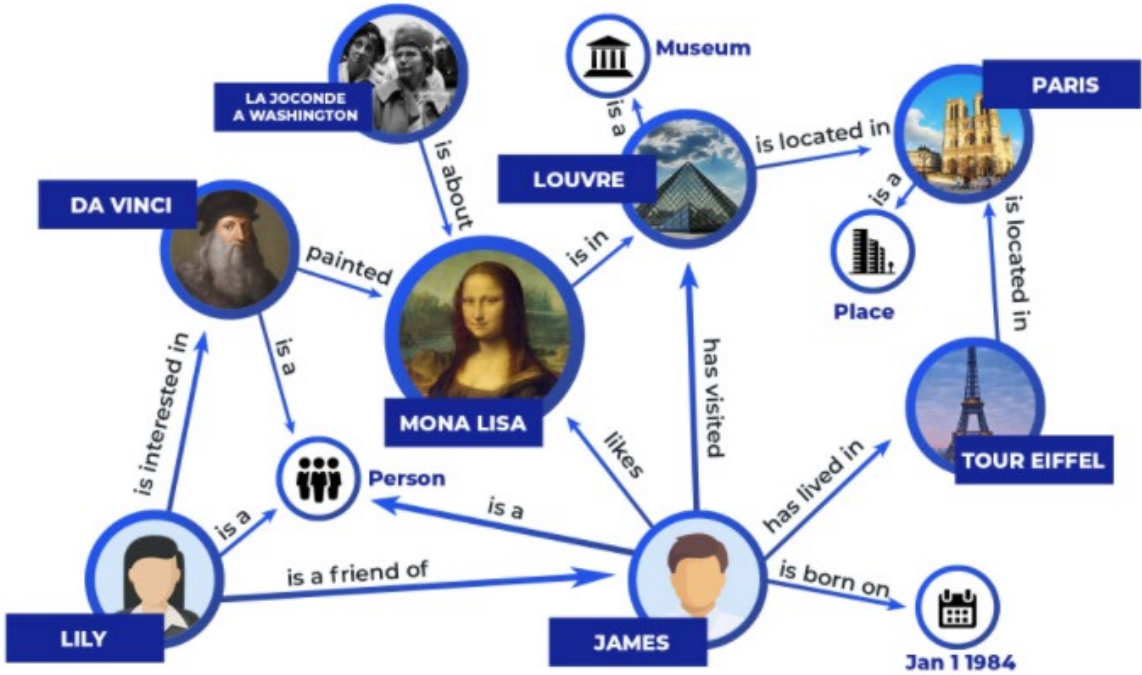 LA JOCONDE
A WASHINGTON
Museum
PARIS
is a
is located in
LOUVRE
is a
DA VINCI
is about
is in
painted
is located in
Place
is a
is interested in
has visited
MONA LISA
likes
TOUR EIFFEL
Person
has lived in
is a
is a
is a friend of
is born on
LILY
JAMES
Jan 1 1984